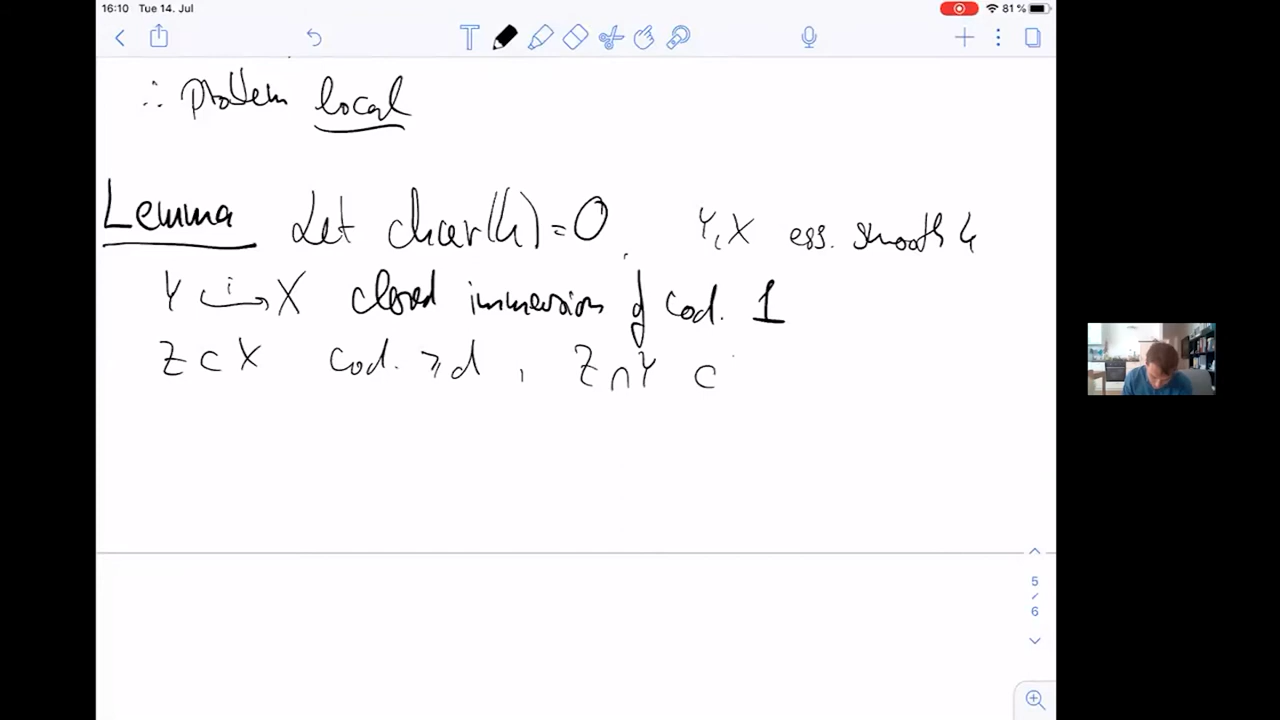 16:10 Tue 14. Jul 81 %
∴ Problem local
Lemma Let char(k)=0, Y, X ess. smooth /k
Y ↪ X closed immersion of cod. 1
i
Z ⊂ X cod. ≥ d , Z ∩ Y c
5
/
6